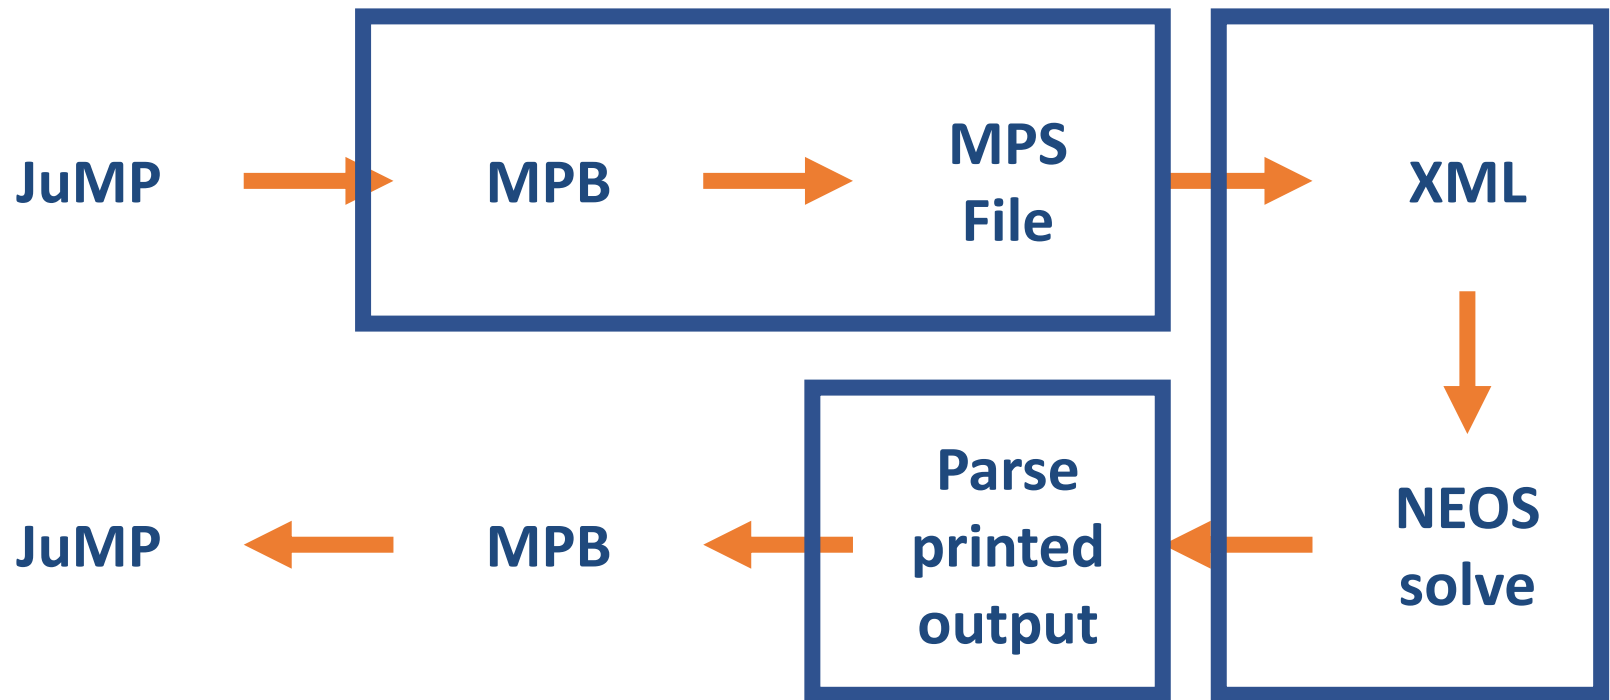 JuMP
MPB
MPS
File
XML
JuMP
MPB
Parse
printed
output
NEOS
solve